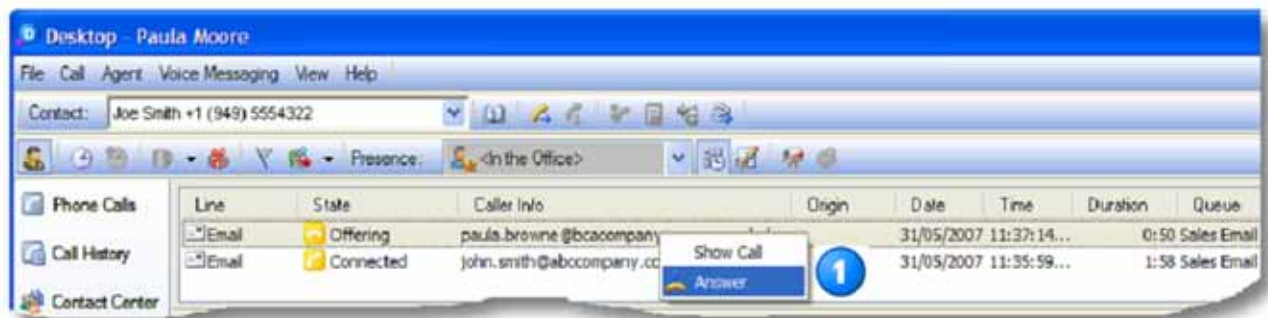 Desktop - Paula Moore
File Call Agent Voice Messaging View Help
Contact: Joe Smith +1 (949) 5554322
Presence: <In the Office>
Phone Calls
Call History
Contact Center
Line State Caller Info Origin Date Time Duration Queue
Email Offering paula.browne@bcacompany 31/05/2007 11:37:14... 0:50 Sales Email
Email Connected john.smith@abccompany.cc 31/05/2007 11:35:59... 1:58 Sales Email
Show Call
Answer
1